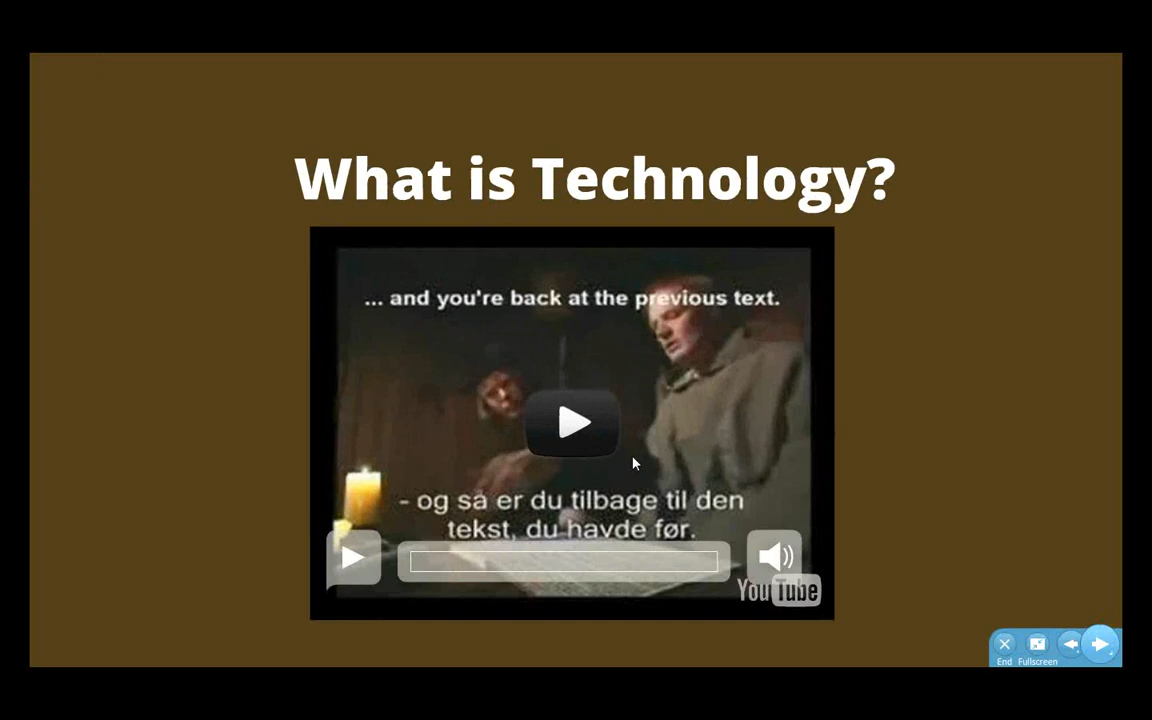 What is Technology?
... and you're back at the previous text.
- og så er du tilbage til den
tekst, du havde før.
YouTube
End Fullscreen